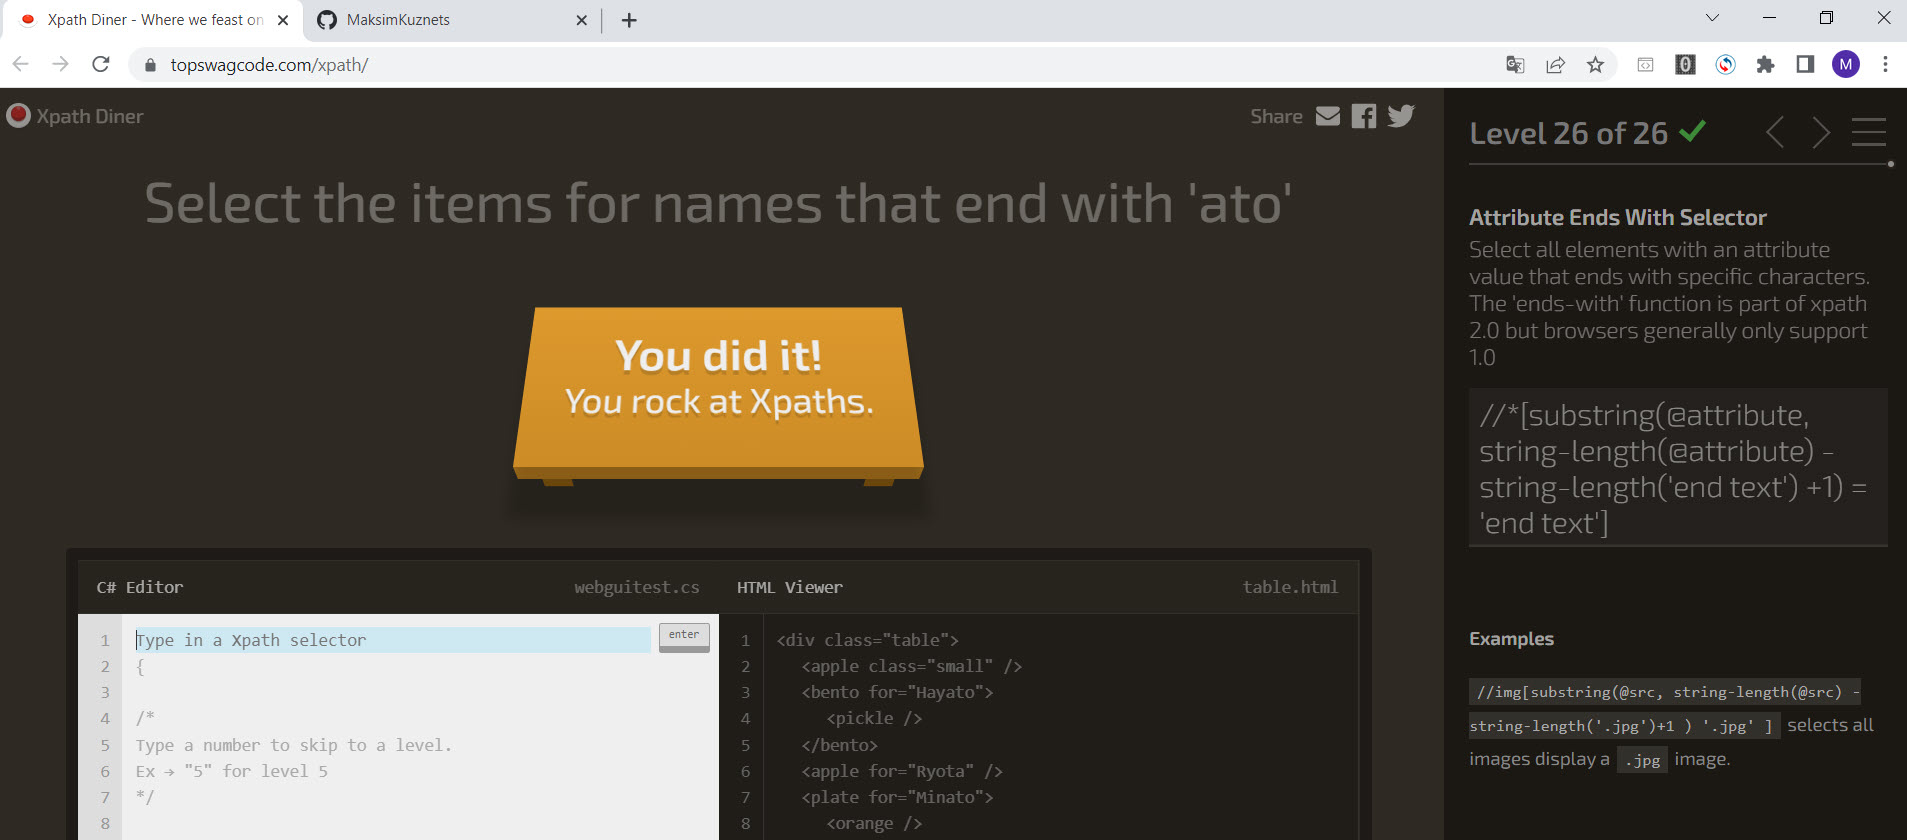 Xpath Diner - Where we feast on
MaksimKuznets
topswagcode.com/xpath/
M
Xpath Diner
Share
Select the items for names that end with 'ato'
You did it!
You rock at Xpaths.
C# Editor
webguitest.cs
1 Type in a Xpath selector
enter
2 {
3
4 /*
5 Type a number to skip to a level.
6 Ex → "5" for level 5
7 */
8
HTML Viewer
table.html
1 <div class="table">
2 <apple class="small" />
3 <bento for="Hayato">
4 <pickle />
5 </bento>
6 <apple for="Ryota" />
7 <plate for="Minato">
8 <orange />
Level 26 of 26
Attribute Ends With Selector
Select all elements with an attribute
value that ends with specific characters.
The 'ends-with' function is part of xpath
2.0 but browsers generally only support
1.0
//*[substring(@attribute,
string-length(@attribute) -
string-length('end text') +1) =
'end text']
Examples
//img[substring(@src, string-length(@src) -
string-length('.jpg')+1 ) '.jpg' ] selects all
images display a .jpg image.